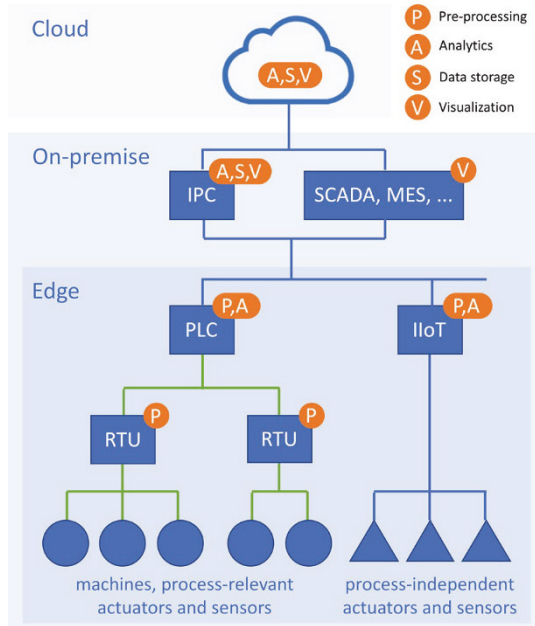 Cloud
P Pre-processing
A Analytics
S Data storage
V Visualization
A,S,V
On-premise
A,S,V
IPC
V
SCADA, MES, ...
Edge
P,A
PLC
P,A
IIoT
P
RTU
P
RTU
machines, process-relevant
actuators and sensors
process-independent
actuators and sensors